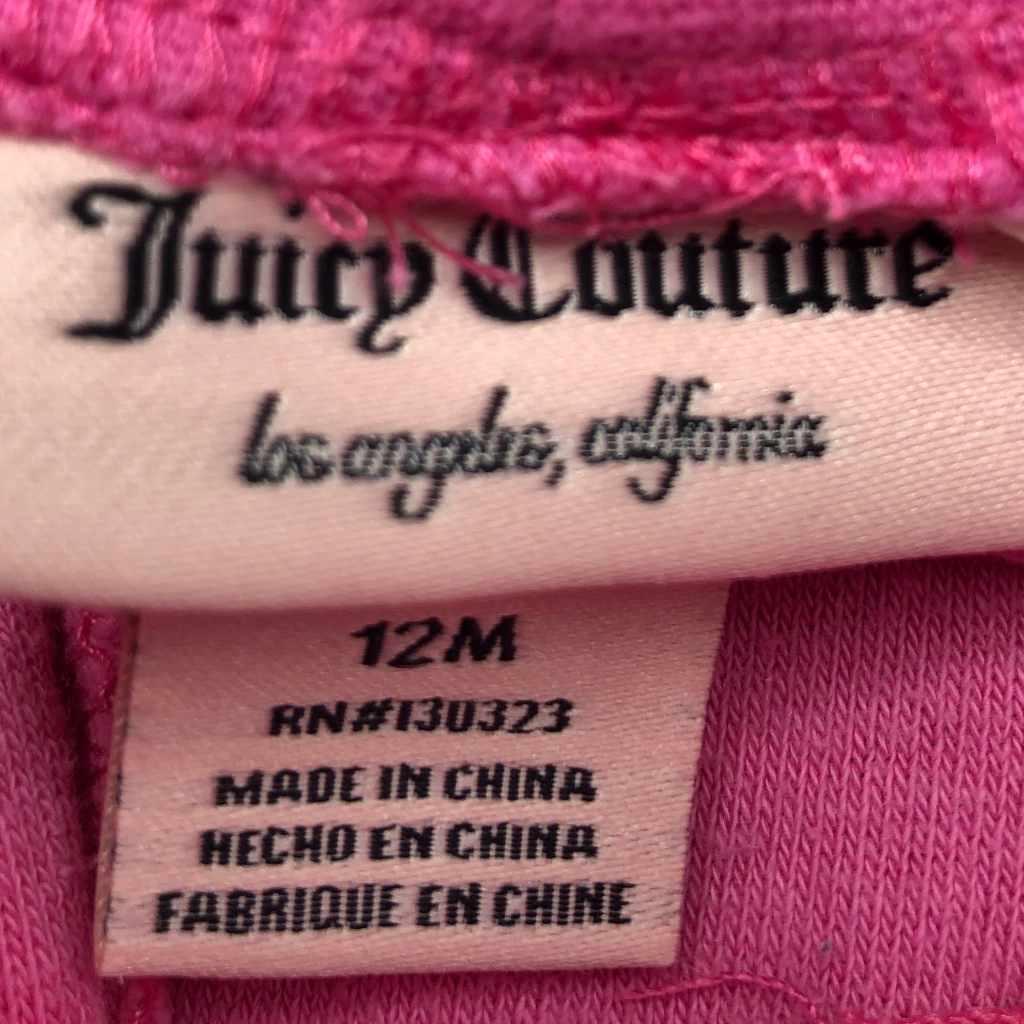 Juicy Couture
los angeles, california
12M
RN#130323
MADE IN CHINA
HECHO EN CHINA
FABRIQUE EN CHINE